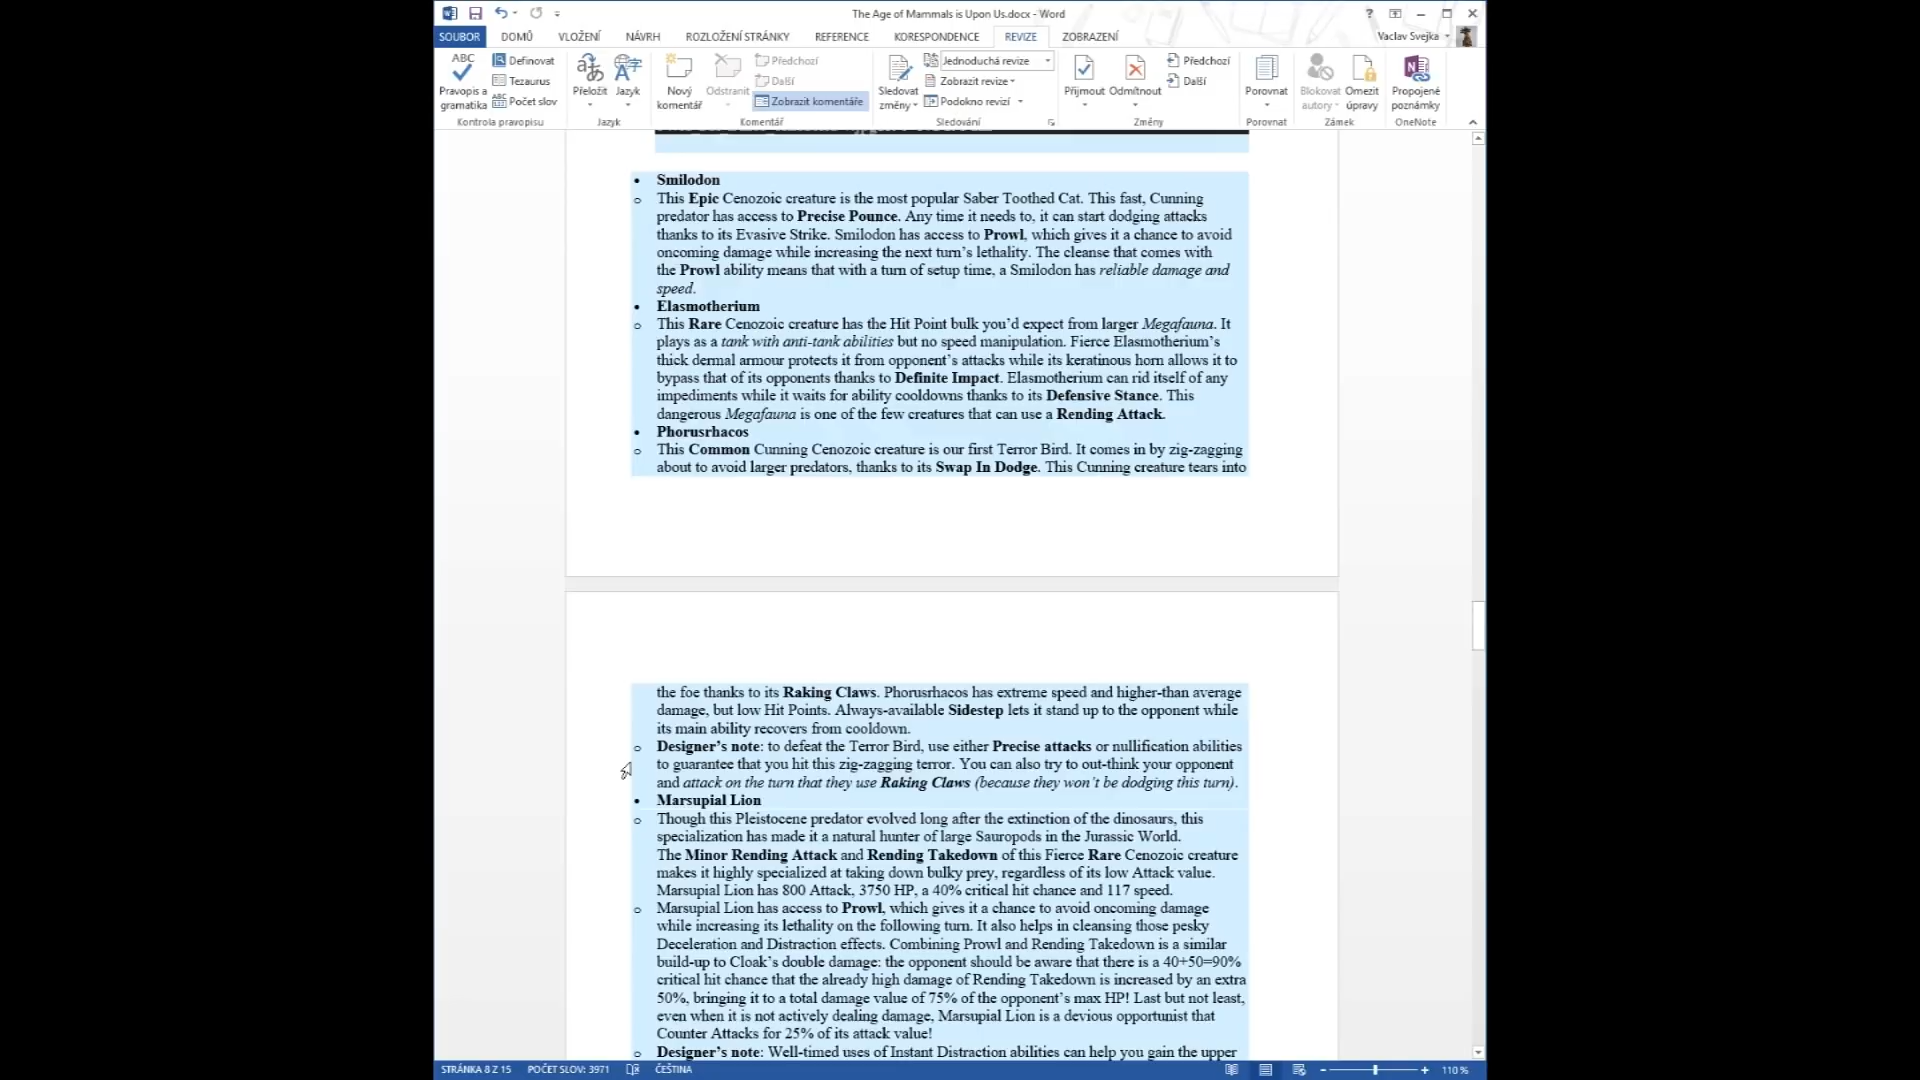 The Age of Mammals is Upon Us.docx - Word
SOUBOR DOMŮ VLOŽENÍ NÁVRH ROZLOŽENÍ STRÁNKY REFERENCE KORESPONDENCE REVIZE ZOBRAZENÍ Vaclav Svejka
Pravopis a gramatika
Definovat
Tezaurus
Počet slov
Kontrola pravopisu
Přeložit
Jazyk
Jazyk
Nový komentář
Odstranit
Předchozí
Další
Zobrazit komentáře
Komentář
Sledovat změny
Jednoduchá revize
Zobrazit revize
Podokno revizí
Sledování
Přijmout
Odmítnout
Předchozí
Další
Změny
Porovnat
Porovnat
Blokovat autory
Omezit úpravy
Zámek
Propojené poznámky
OneNote
• Smilodon
o This Epic Cenozoic creature is the most popular Saber Toothed Cat. This fast, Cunning
predator has access to Precise Pounce. Any time it needs to, it can start dodging attacks
thanks to its Evasive Strike. Smilodon has access to Prowl, which gives it a chance to avoid
oncoming damage while increasing the next turn's lethality. The cleanse that comes with
the Prowl ability means that with a turn of setup time, a Smilodon has reliable damage and
speed.
• Elasmotherium
o This Rare Cenozoic creature has the Hit Point bulk you'd expect from larger Megafauna. It
plays as a tank with anti-tank abilities but no speed manipulation. Fierce Elasmotherium's
thick dermal armour protects it from opponent's attacks while its keratinous horn allows it to
bypass that of its opponents thanks to Definite Impact. Elasmotherium can rid itself of any
impediments while it waits for ability cooldowns thanks to its Defensive Stance. This
dangerous Megafauna is one of the few creatures that can use a Rending Attack.
• Phorusrhacos
o This Common Cunning Cenozoic creature is our first Terror Bird. It comes in by zig-zagging
about to avoid larger predators, thanks to its Swap In Dodge. This Cunning creature tears into
the foe thanks to its Raking Claws. Phorusrhacos has extreme speed and higher-than average
damage, but low Hit Points. Always-available Sidestep lets it stand up to the opponent while
its main ability recovers from cooldown.
o Designer's note: to defeat the Terror Bird, use either Precise attacks or nullification abilities
to guarantee that you hit this zig-zagging terror. You can also try to out-think your opponent
and attack on the turn that they use Raking Claws (because they won't be dodging this turn).
• Marsupial Lion
o Though this Pleistocene predator evolved long after the extinction of the dinosaurs, this
specialization has made it a natural hunter of large Sauropods in the Jurassic World.
The Minor Rending Attack and Rending Takedown of this Fierce Rare Cenozoic creature
makes it highly specialized at taking down bulky prey, regardless of its low Attack value.
Marsupial Lion has 800 Attack, 3750 HP, a 40% critical hit chance and 117 speed.
o Marsupial Lion has access to Prowl, which gives it a chance to avoid oncoming damage
while increasing its lethality on the following turn. It also helps in cleansing those pesky
Deceleration and Distraction effects. Combining Prowl and Rending Takedown is a similar
build-up to Cloak's double damage: the opponent should be aware that there is a 40+50=90%
critical hit chance that the already high damage of Rending Takedown is increased by an extra
50%, bringing it to a total damage value of 75% of the opponent's max HP! Last but not least,
even when it is not actively dealing damage, Marsupial Lion is a devious opportunist that
Counter Attacks for 25% of its attack value!
o Designer's note: Well-timed uses of Instant Distraction abilities can help you gain the upper
STRÁNKA 8 Z 15 POČET SLOV: 3971 ČEŠTINA 110 %